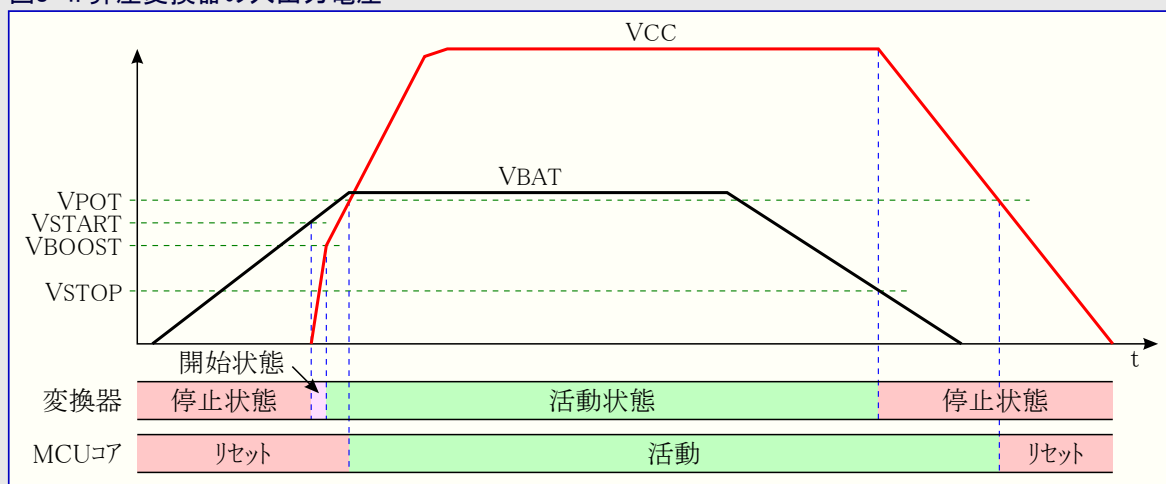 VCC
VBAT
VPOT
VSTART
VBOOST
VSTOP
t
開始状態
変換器 停止状態 活動状態 停止状態
MCUコア リセット 活動 リセット